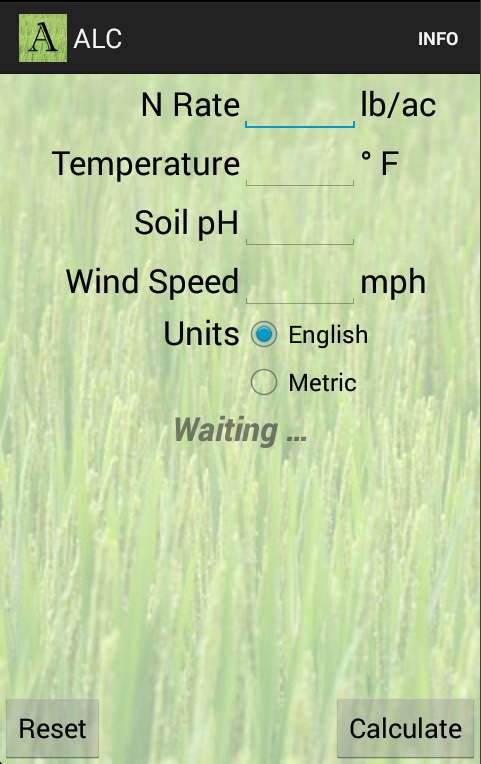 A ALC INFO
N Rate lb/ac
Temperature ° F
Soil pH
Wind Speed mph
Units English
Metric
Waiting ...
Reset Calculate